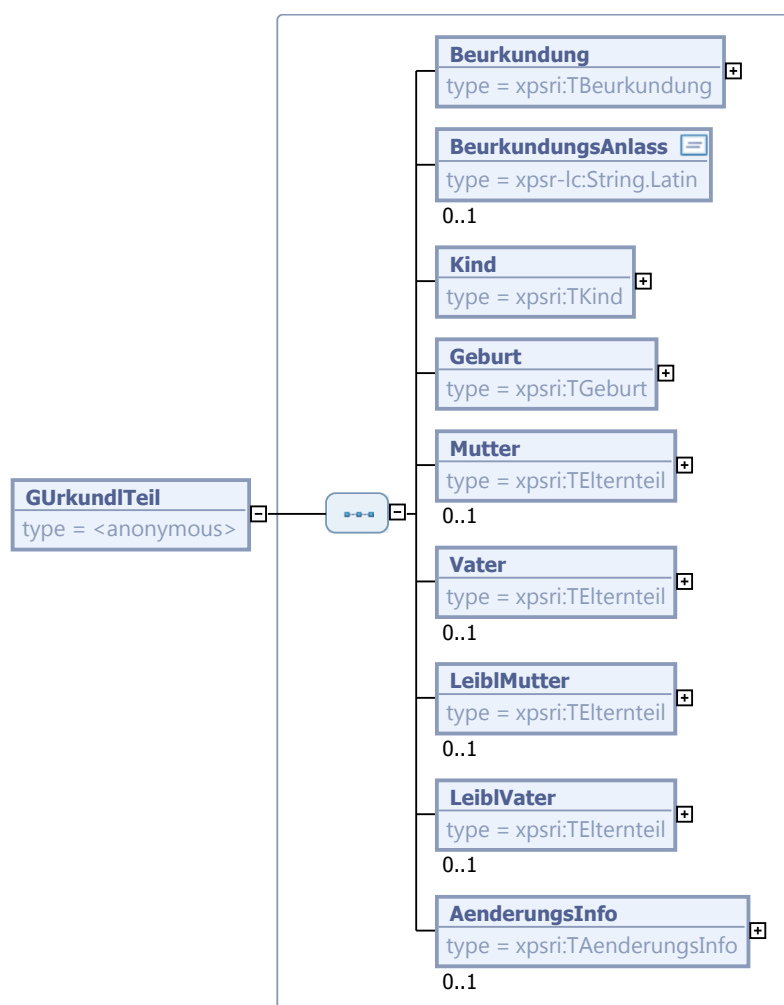 Beurkundung
type = xpsri:TBeurkundung
BeurkundungsAnlass
type = xpsr-lc:String.Latin
0..1
Kind
type = xpsri:TKind
Geburt
type = xpsri:TGeburt
Mutter
type = xpsri:TElternteil
0..1
GUrkundlTeil
type = <anonymous>
Vater
type = xpsri:TElternteil
0..1
LeiblMutter
type = xpsri:TElternteil
0..1
LeiblVater
type = xpsri:TElternteil
0..1
AenderungsInfo
type = xpsri:TAenderungsInfo
0..1